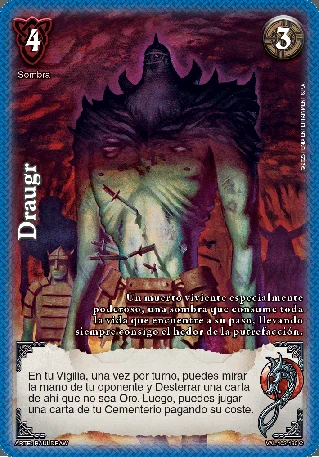 4
3
Sombra
Draugr
Un muerto viviente especialmente
poderoso, una sombra que consume toda
la vida que encuentre a su paso, llevando
siempre consigo el hedor de la putrefacción.
En tu Vigilia, una vez por turno, puedes mirar
la mano de tu oponente y Desterrar una carta
de ahí que no sea Oro. Luego, puedes jugar
una carta de tu Cementerio pagando su coste.